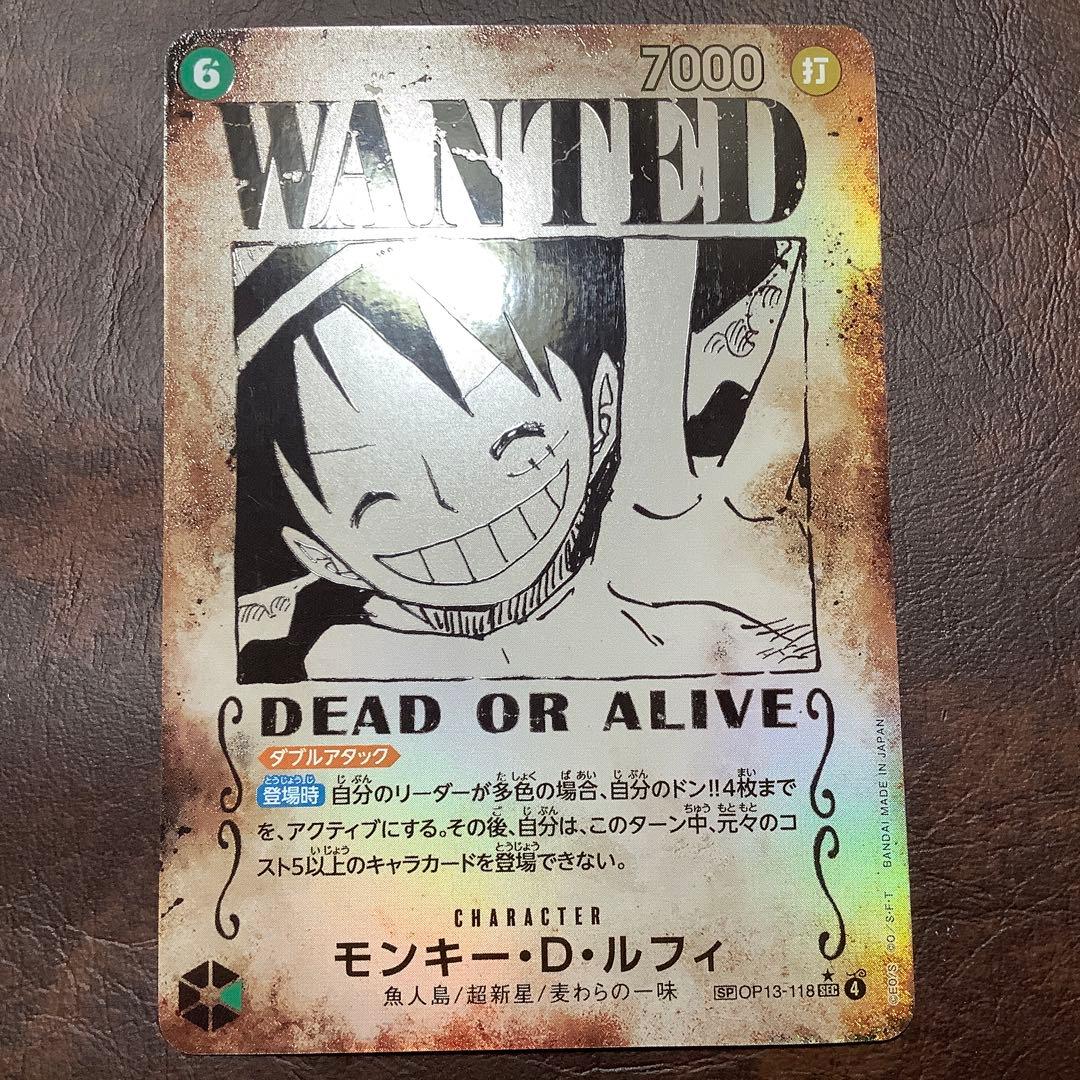 6 7000 打
WANTED
DEAD OR ALIVE
ダブルアタック
登場時 自分のリーダーが多色の場合、自分のドン!!4枚まで
を、アクティブにする。その後、自分は、このターン中、元々のコ
スト5以上のキャラカードを登場できない。
CHARACTER
モンキー・D・ルフィ
魚人島/超新星/麦わらの一味
SP OP13-118 SEC 4
©EO/S. ©O/S·F·T BANDAI MADE IN JAPAN